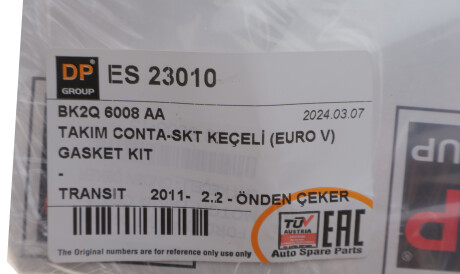 DP ES 23010
GROUP
BK2Q 6008 AA 2024.03.07
TAKIM CONTA-SKT KEÇELİ (EURO V)
GASKET KIT
-
TRANSIT 2011- 2.2 - ÖNDEN ÇEKER
TÜV EAC
AUSTRIA
Auto Spare Parts
The Original numbers are for reference only use only